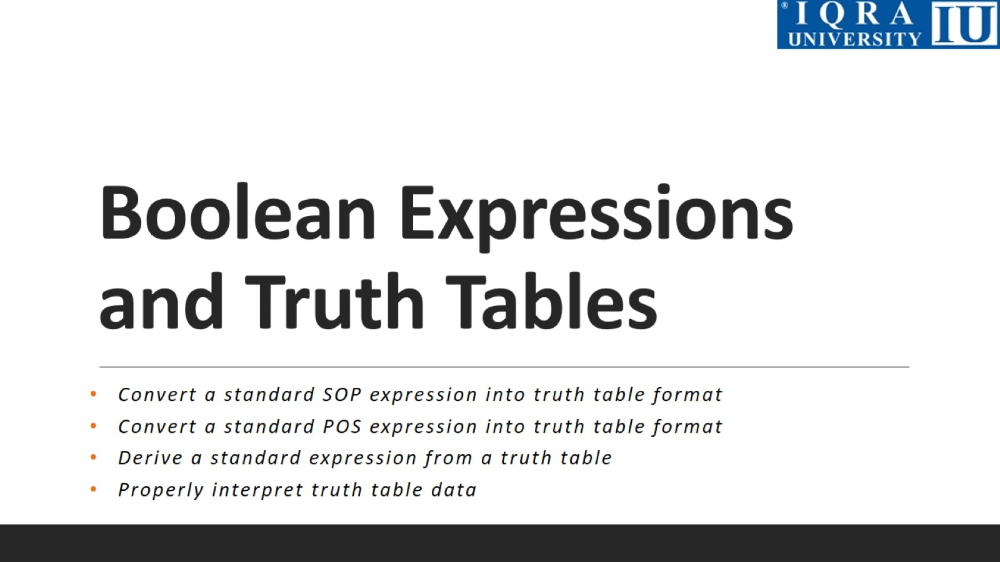 ® IQRA
UNIVERSITY IU
Boolean Expressions
and Truth Tables
• Convert a standard SOP expression into truth table format
• Convert a standard POS expression into truth table format
• Derive a standard expression from a truth table
• Properly interpret truth table data